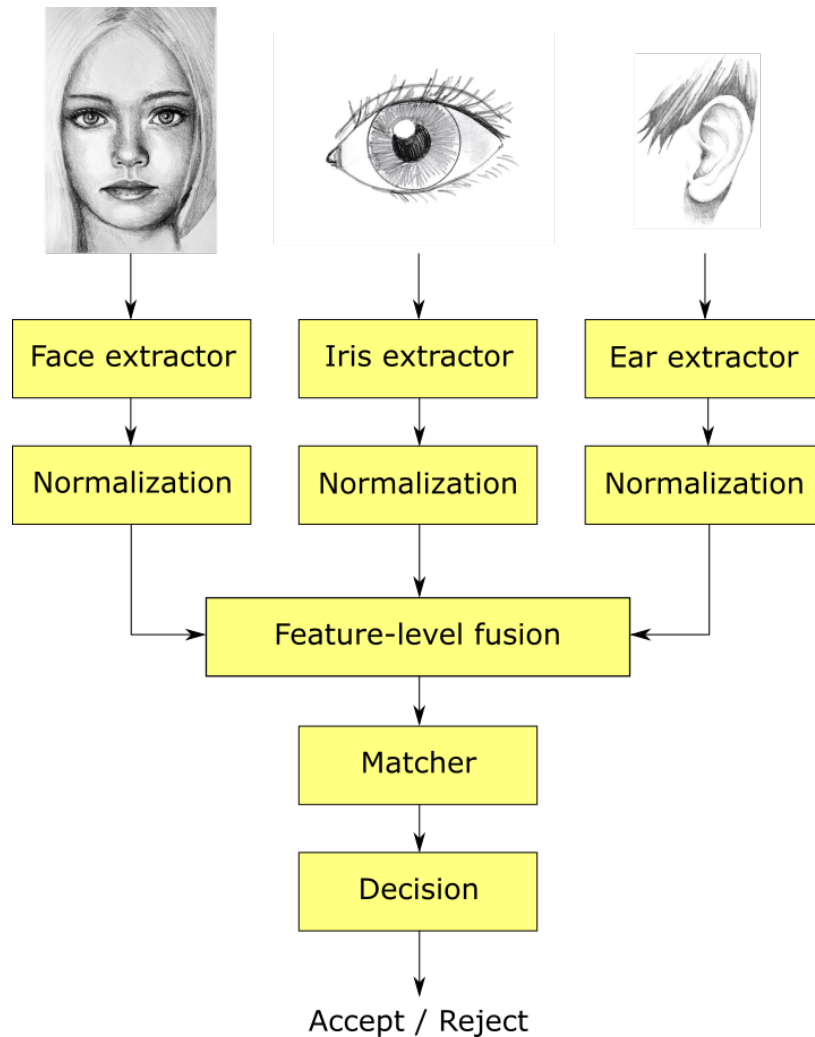 Face extractor
Iris extractor
Ear extractor
Normalization
Normalization
Normalization
Feature-level fusion
Matcher
Decision
Accept / Reject